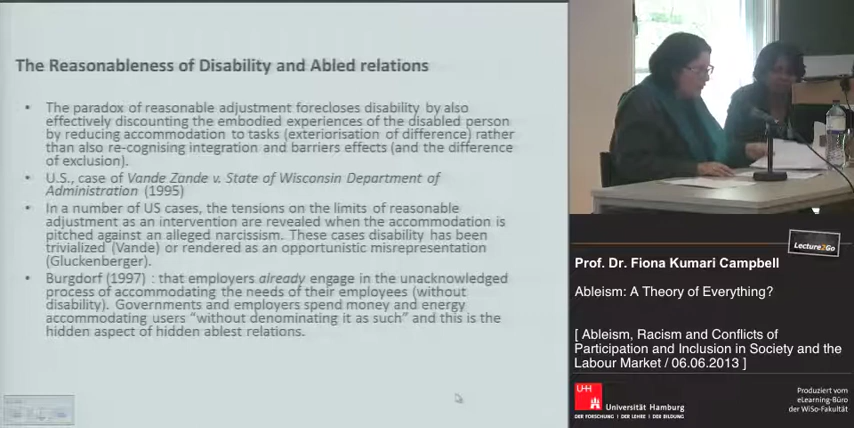 The Reasonableness of Disability and Abled relations
• The paradox of reasonable adjustment forecloses disability by also
effectively discounting the embodied experiences of the disabled person
by reducing accommodation to tasks (exteriorisation of difference) rather
than also re-cognising integration and barriers effects (and the difference
of exclusion).
• U.S., case of Vande Zande v. State of Wisconsin Department of
Administration (1995)
• In a number of US cases, the tensions on the limits of reasonable
adjustment as an intervention are revealed when the accommodation is
pitched against an alleged narcissism. These cases disability has been
trivialized (Vande) or rendered as an opportunistic misrepresentation
(Gluckenberger).
• Burgdorf (1997) : that employers already engage in the unacknowledged
process of accommodating the needs of their employees (without
disability). Governments and employers spend money and energy
accommodating users “without denominating it as such” and this is the
hidden aspect of hidden ablest relations.
Lecture2Go
Prof. Dr. Fiona Kumari Campbell
Ableism: A Theory of Everything?
[ Ableism, Racism and Conflicts of
Participation and Inclusion in Society and the
Labour Market / 06.06.2013 ]
UH
Universität Hamburg
DER FORSCHUNG | DER LEHRE | DER BILDUNG
Produziert vom
eLearning-Büro
der WiSo-Fakultät